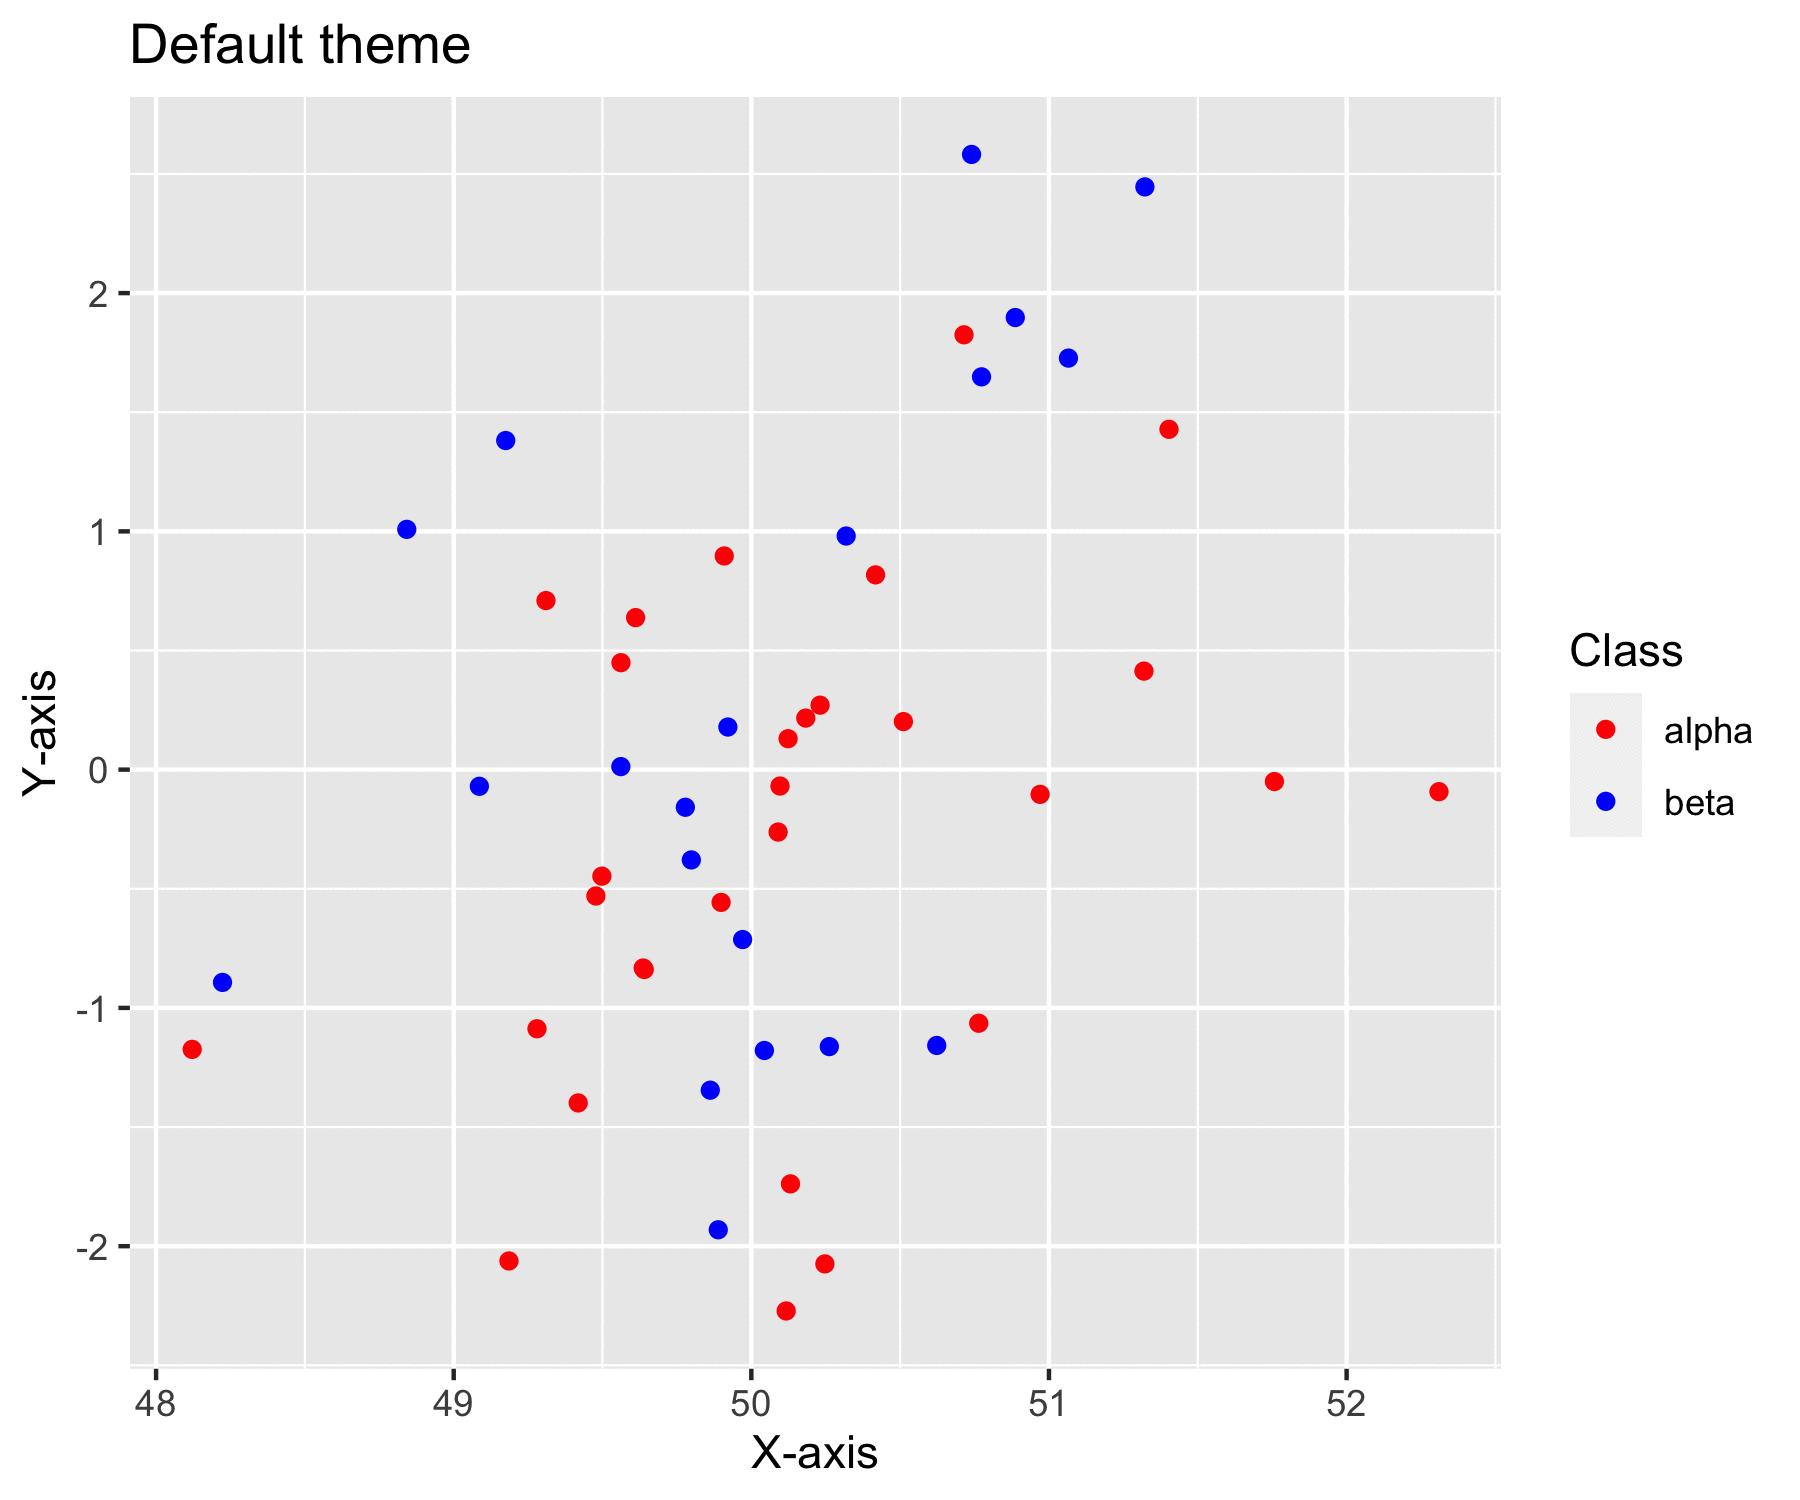 Default theme
Y-axis
2
1
0
-1
-2
48 49 50 51 52
X-axis
Class
alpha
beta